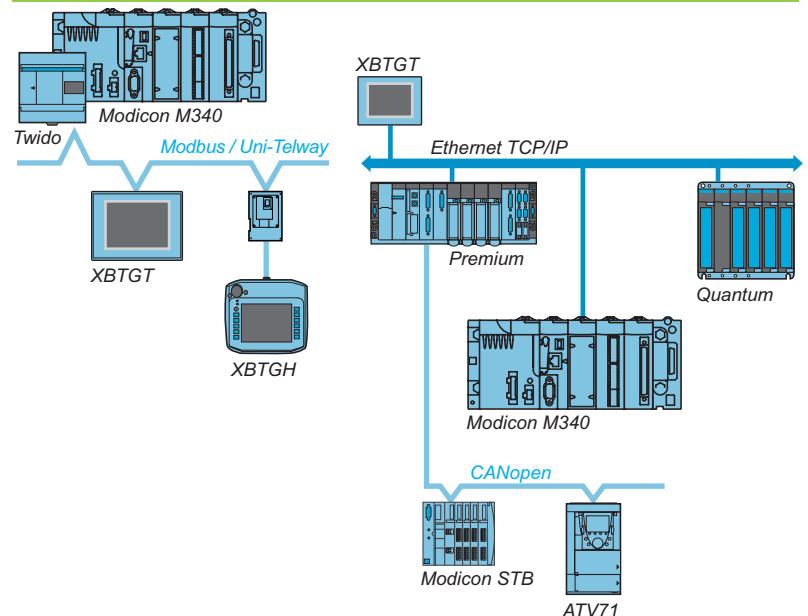 XBTGT
Modicon M340
Twido
Modbus / Uni-Telway
Ethernet TCP/IP
XBTGT
XBTGH
Premium
Quantum
Modicon M340
CANopen
Modicon STB
ATV71